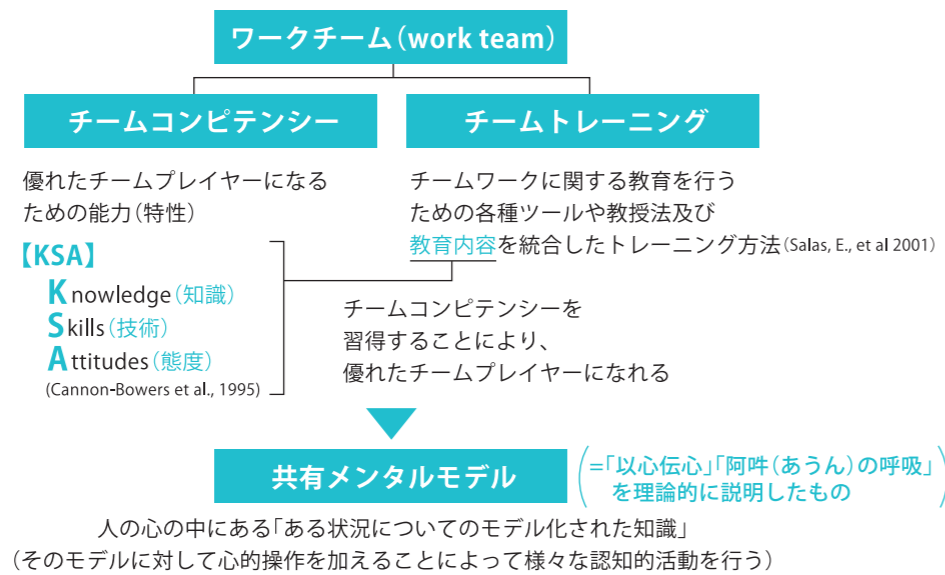 ワークチーム(work team)
チームコンピテンシー
優れたチームプレイヤーになる
ための能力(特性)
【KSA】
Knowledge(知識)
Skills(技術)
Attitudes(態度)
(Cannon-Bowers et al., 1995)
チームトレーニング
チームワークに関する教育を行う
ための各種ツールや教授法及び
教育内容を統合したトレーニング方法(Salas, E., et al 2001)
チームコンピテンシーを
習得することにより、
優れたチームプレイヤーになれる
共有メンタルモデル
(=「以心伝心」「阿吽(あうん)の呼吸」
を理論的に説明したもの)
人の心の中にある「ある状況についてのモデル化された知識」
(そのモデルに対して心的操作を加えることによって様々な認知的活動を行う)